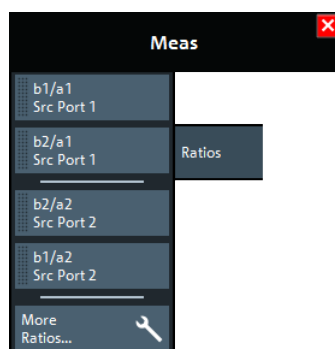 Meas
b1/a1
Src Port 1
b2/a1
Src Port 1
Ratios
b2/a2
Src Port 2
b1/a2
Src Port 2
More
Ratios...